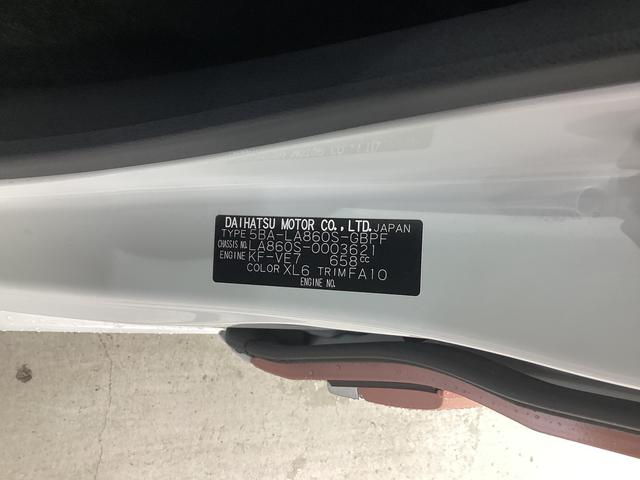 DAIHATSU MOTOR CO., LTD. JAPAN
TYPE 5BA-LA860S-GBPF
CHASSIS NO. LA860S-0003621
ENGINE KF-VE7 658cc
COLOR XL6 TRIM FA10
ENGINE NO.